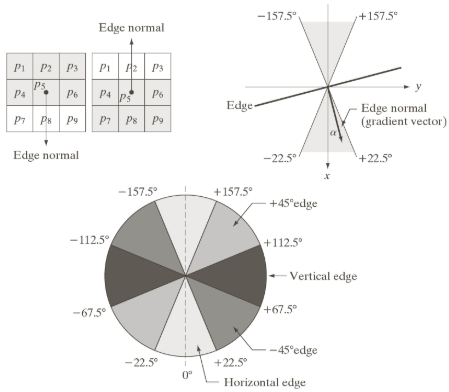 Edge normal
p1 p2 p3
p4 p5 p6
p7 p8 p9
Edge normal
p1 p2 p3
p4 p5 p6
p7 p8 p9
−157.5°
+157.5°
y
Edge
Edge normal
(gradient vector)
α
−22.5°
+22.5°
x
−157.5°
+157.5°
+45°edge
−112.5°
+112.5°
Vertical edge
−67.5°
+67.5°
−45°edge
−22.5°
+22.5°
0°
Horizontal edge